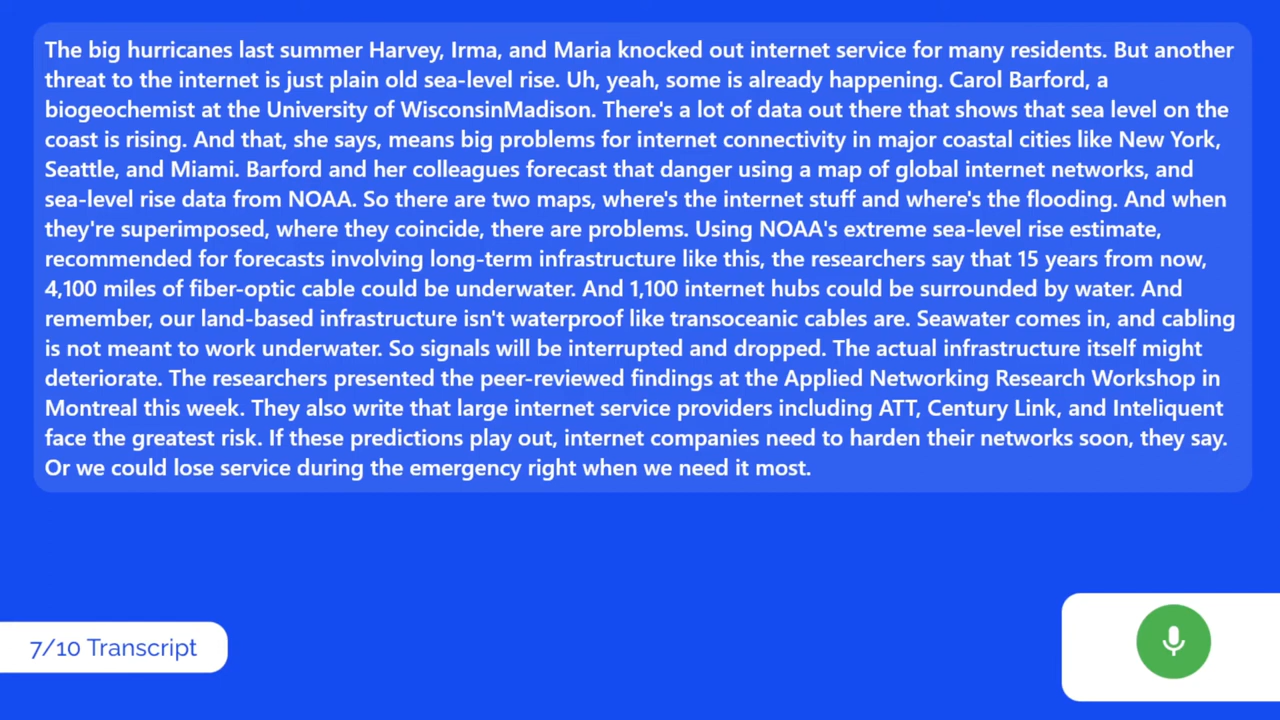 The big hurricanes last summer Harvey, Irma, and Maria knocked out internet service for many residents. But another
threat to the internet is just plain old sea-level rise. Uh, yeah, some is already happening. Carol Barford, a
biogeochemist at the University of WisconsinMadison. There's a lot of data out there that shows that sea level on the
coast is rising. And that, she says, means big problems for internet connectivity in major coastal cities like New York,
Seattle, and Miami. Barford and her colleagues forecast that danger using a map of global internet networks, and
sea-level rise data from NOAA. So there are two maps, where's the internet stuff and where's the flooding. And when
they're superimposed, where they coincide, there are problems. Using NOAA's extreme sea-level rise estimate,
recommended for forecasts involving long-term infrastructure like this, the researchers say that 15 years from now,
4,100 miles of fiber-optic cable could be underwater. And 1,100 internet hubs could be surrounded by water. And
remember, our land-based infrastructure isn't waterproof like transoceanic cables are. Seawater comes in, and cabling
is not meant to work underwater. So signals will be interrupted and dropped. The actual infrastructure itself might
deteriorate. The researchers presented the peer-reviewed findings at the Applied Networking Research Workshop in
Montreal this week. They also write that large internet service providers including ATT, Century Link, and Inteliquent
face the greatest risk. If these predictions play out, internet companies need to harden their networks soon, they say.
Or we could lose service during the emergency right when we need it most.
7/10 Transcript